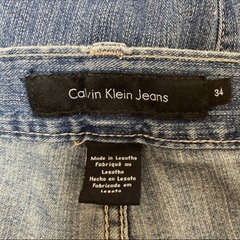 Calvin Klein Jeans
34
Made in Lesotho
Fabriqué au
Lesotho
Hecho en Lesotho
Fabricado em
Lesoto